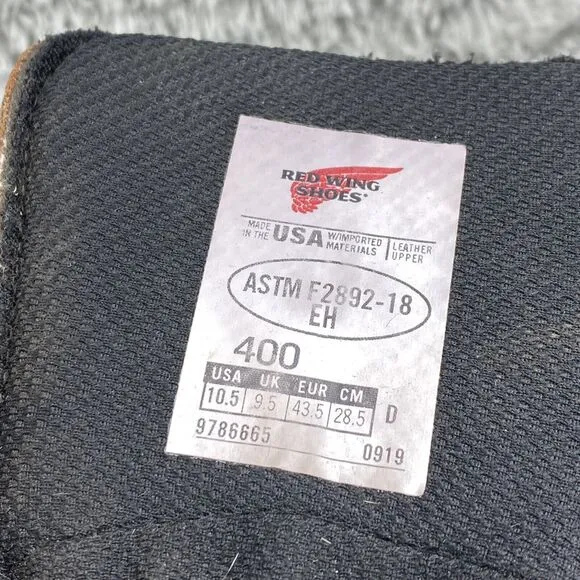 RED WING
SHOES®
MADE IN THE USA W/IMPORTED MATERIALS LEATHER UPPER
ASTM F2892-18
EH
400
USA UK EUR CM
10.5 9.5 43.5 28.5 D
9786665 0919